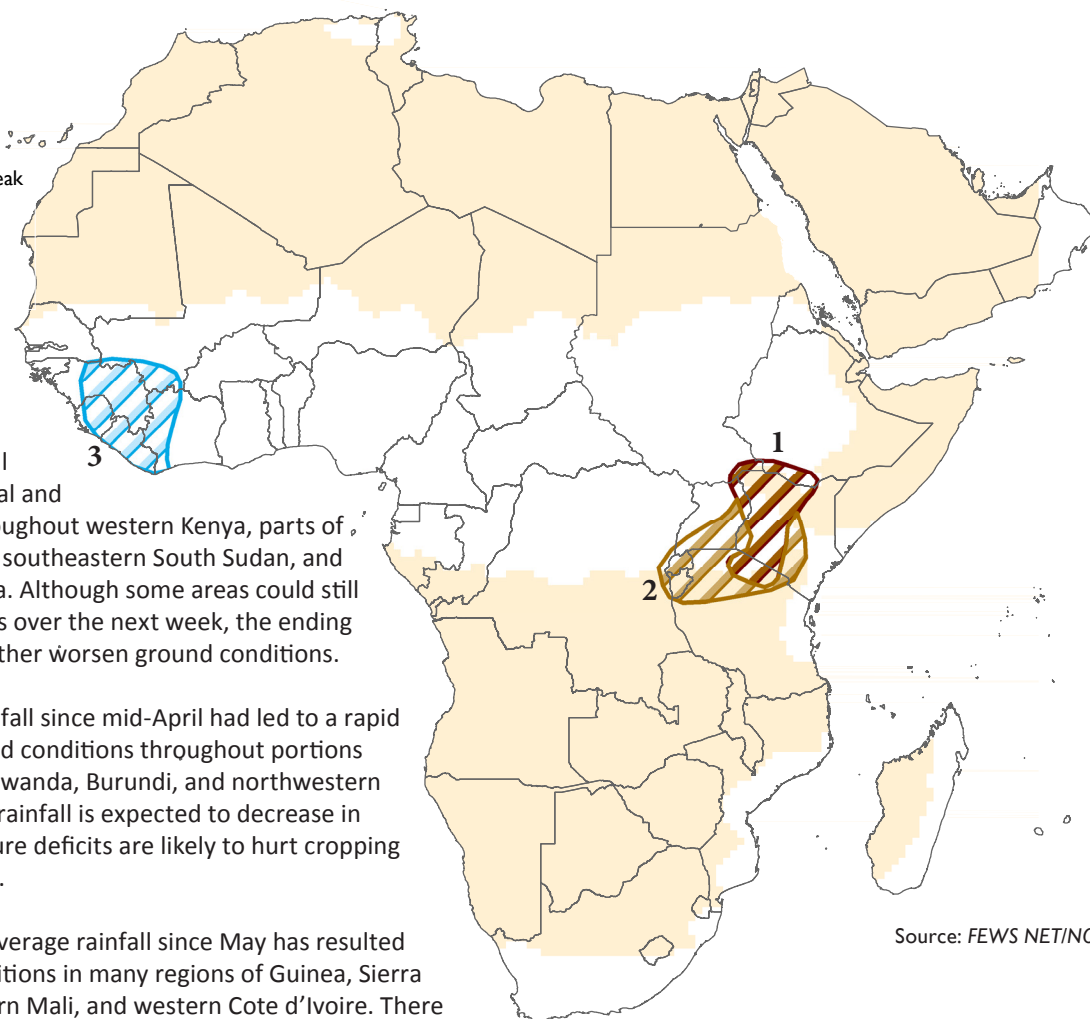 eak
1
3
l
al and
oughout western Kenya, parts of
southeastern South Sudan, and
a. Although some areas could still
s over the next week, the ending
ther worsen ground conditions.
2
fall since mid-April had led to a rapid
d conditions throughout portions
wanda, Burundi, and northwestern
rainfall is expected to decrease in
ure deficits are likely to hurt cropping
.
verage rainfall since May has resulted
itions in many regions of Guinea, Sierra
rn Mali, and western Cote d’Ivoire. There
Source: FEWS NET/NO